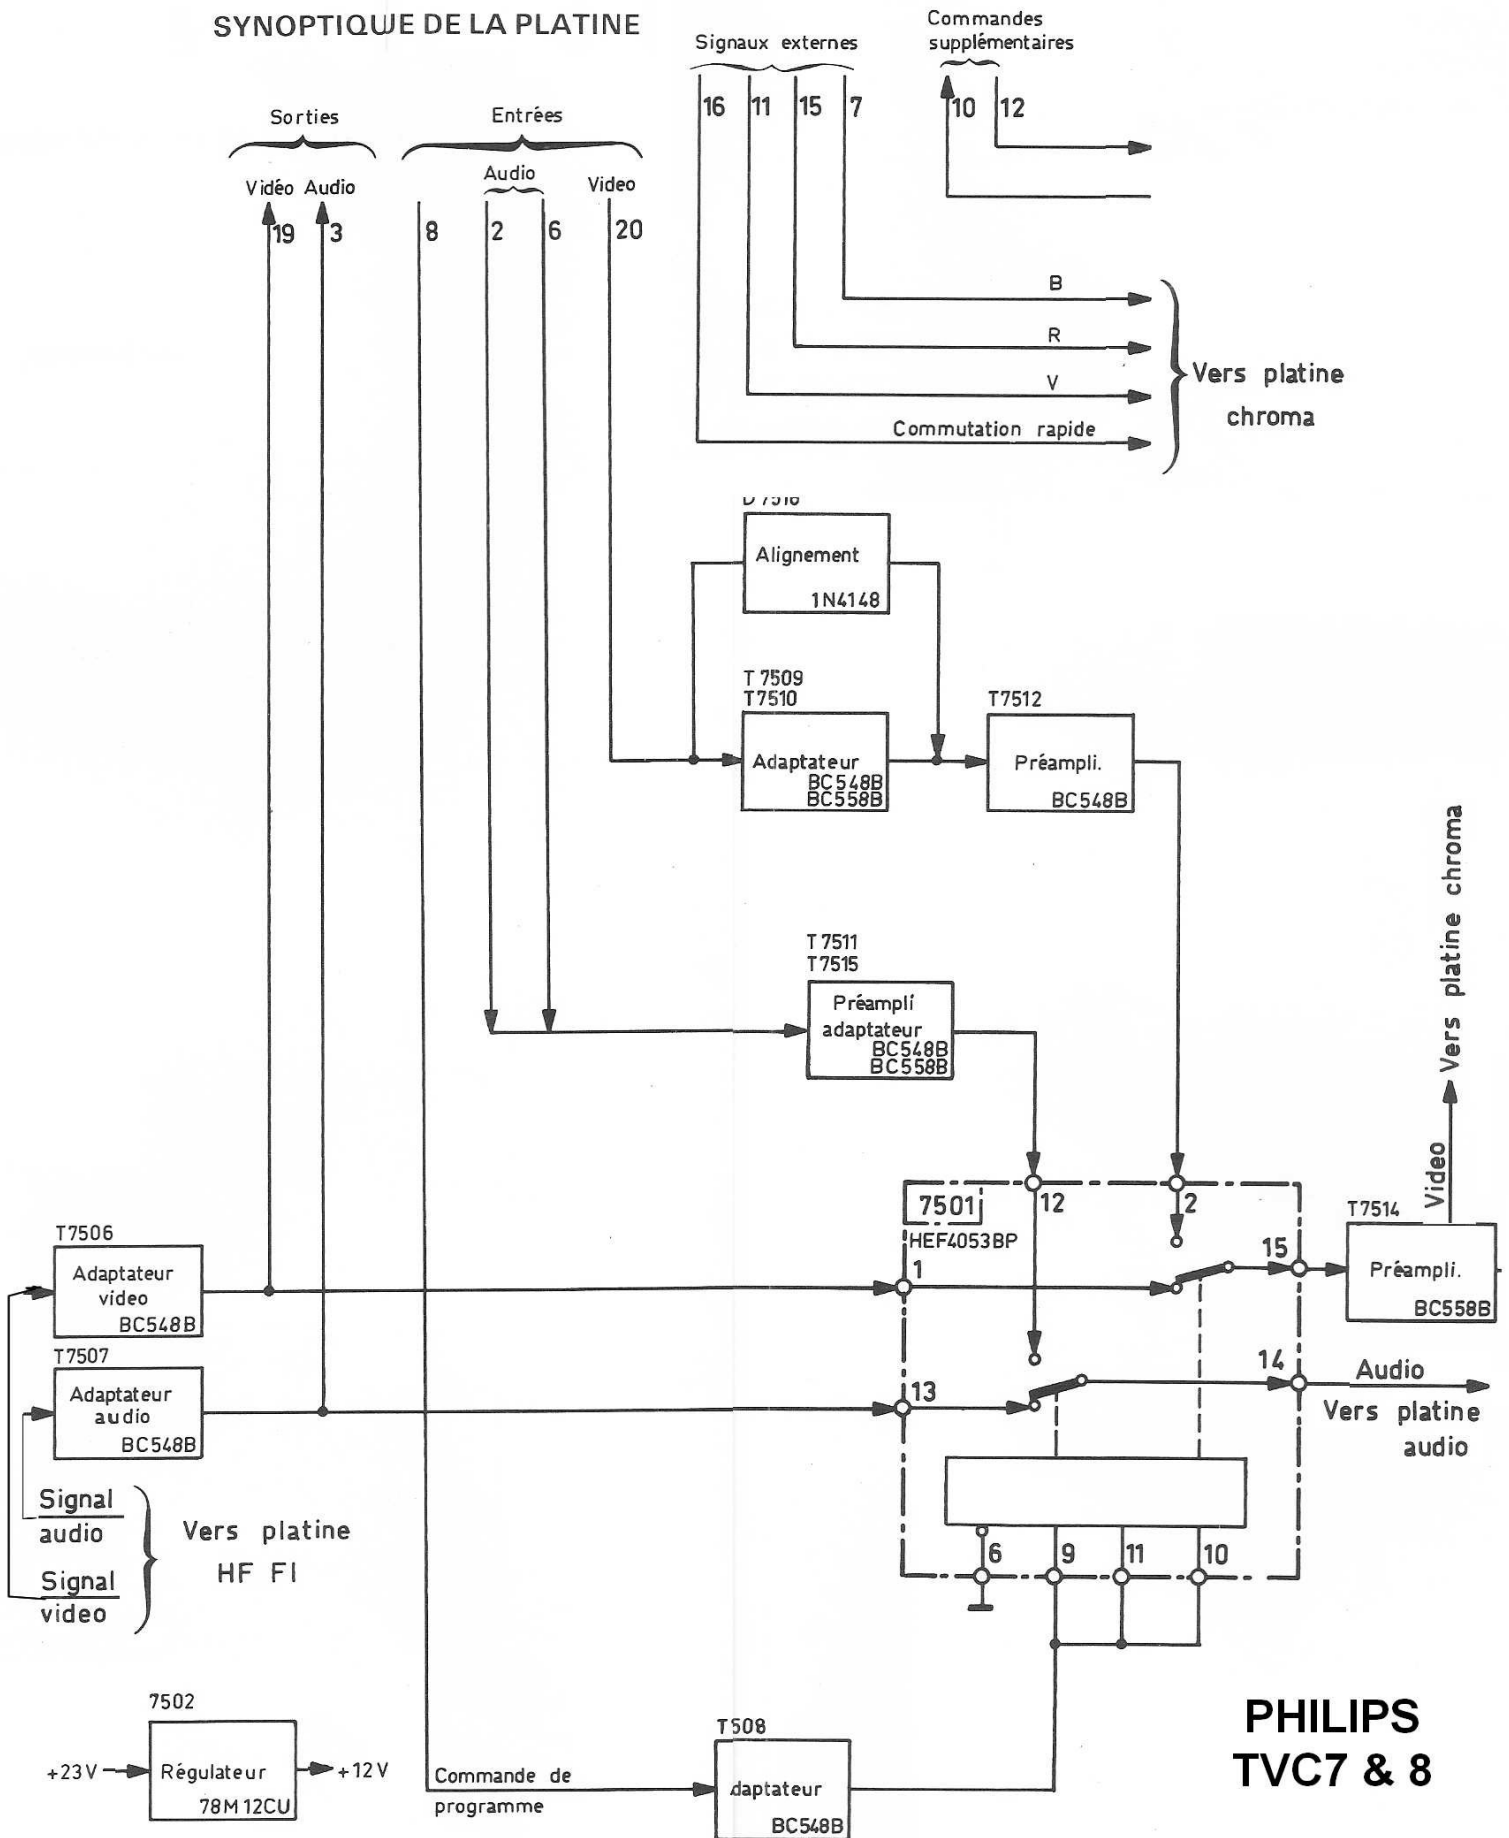 SYNOPTIQUE DE LA PLATINE
Signaux externes
Commandes
supplémentaires
16
11
15
7
10
12
Sorties
Entrées
Vidéo
Audio
Audio
Video
19
3
8
2
6
20
B
R
V
Commutation rapide
Vers platine
chroma
D 7516
Alignement
1N4148
T 7509
T7510
Adaptateur
BC548B
BC558B
T7512
Préampli.
BC548B
T 7511
T7515
Préampli
adaptateur
BC548B
BC558B
Video
Vers platine chroma
7501
HEF4053BP
12
2
1
15
13
14
T7514
Préampli.
BC558B
Audio
Vers platine
audio
T7506
Adaptateur
video
BC548B
T7507
Adaptateur
audio
BC548B
Signal
audio
Signal
video
Vers platine
HF FI
6
9
11
10
7502
+23V
Régulateur
78M12CU
+12V
Commande de
programme
T508
daptateur
BC548B
PHILIPS
TVC7 & 8